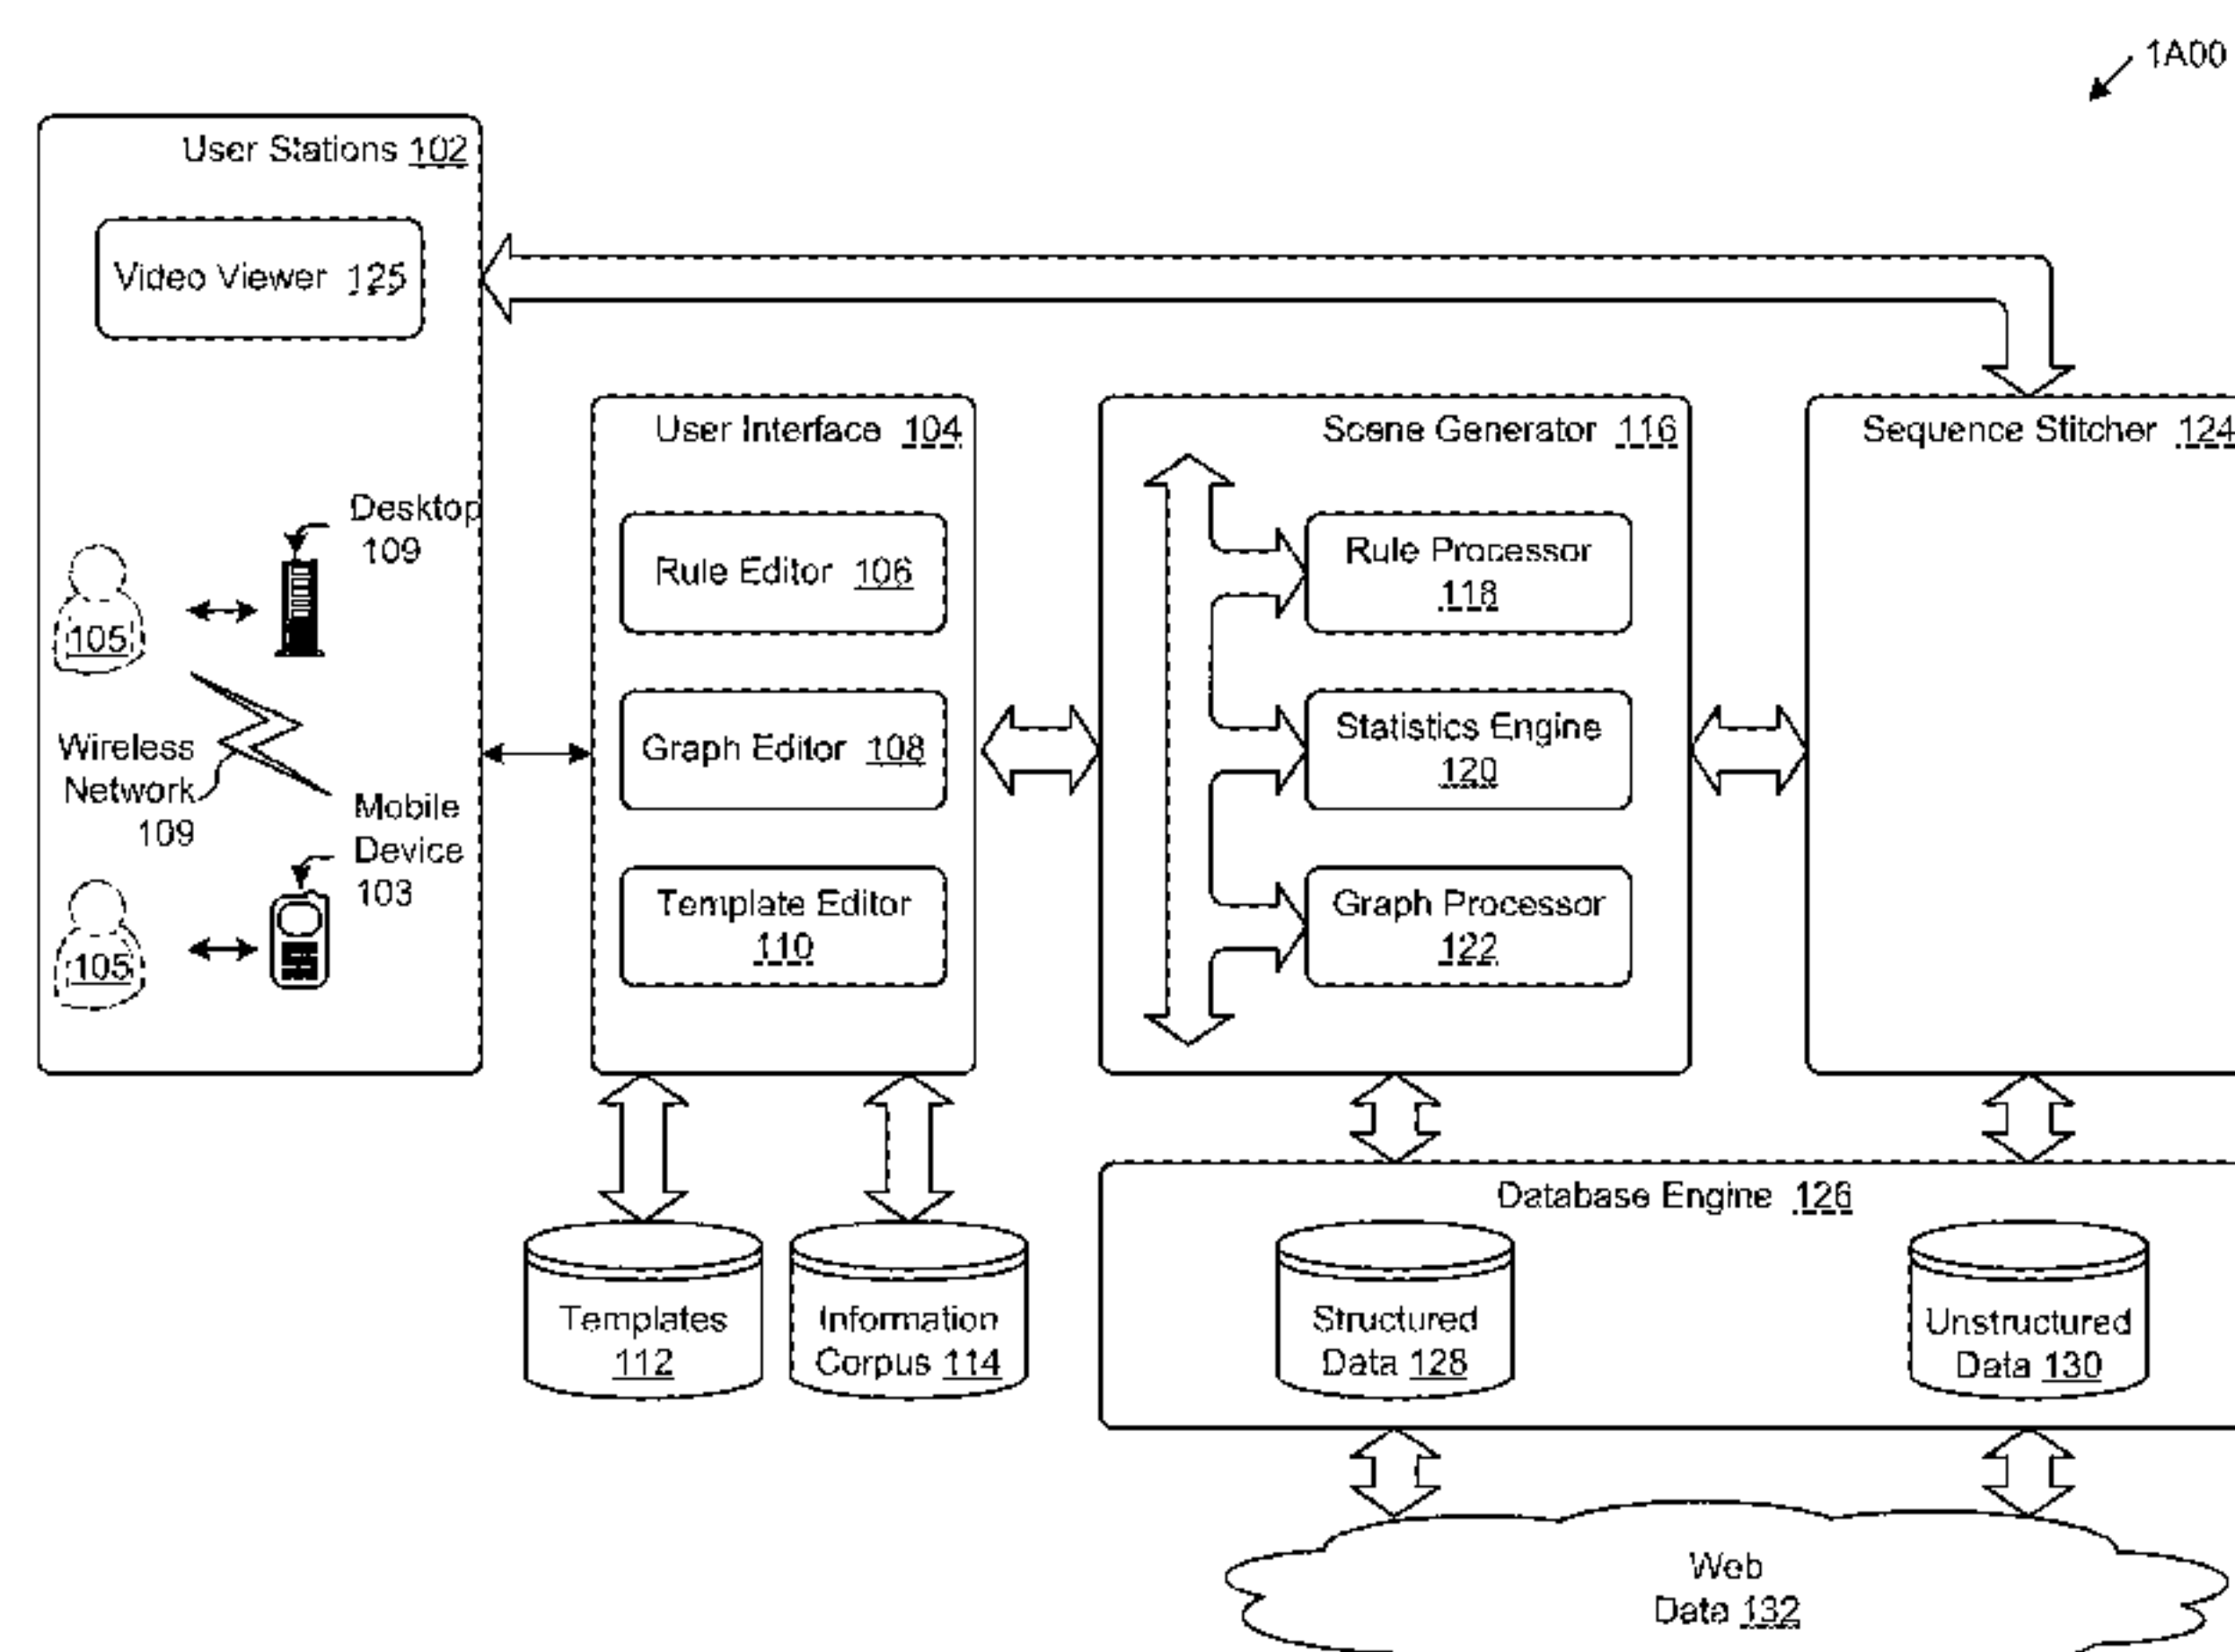 1A00
User Stations 102
Video Viewer 125
Desktop
109
105
Wireless
Network
109
Mobile
Device
103
105
User Interface 104
Rule Editor 106
Graph Editor 108
Template Editor
110
Scene Generator 116
Rule Processor
118
Statistics Engine
120
Graph Processor
122
Sequence Stitcher 124
Templates
112
Information
Corpus 114
Database Engine 126
Structured
Data 128
Unstructured
Data 130
Web
Data 132